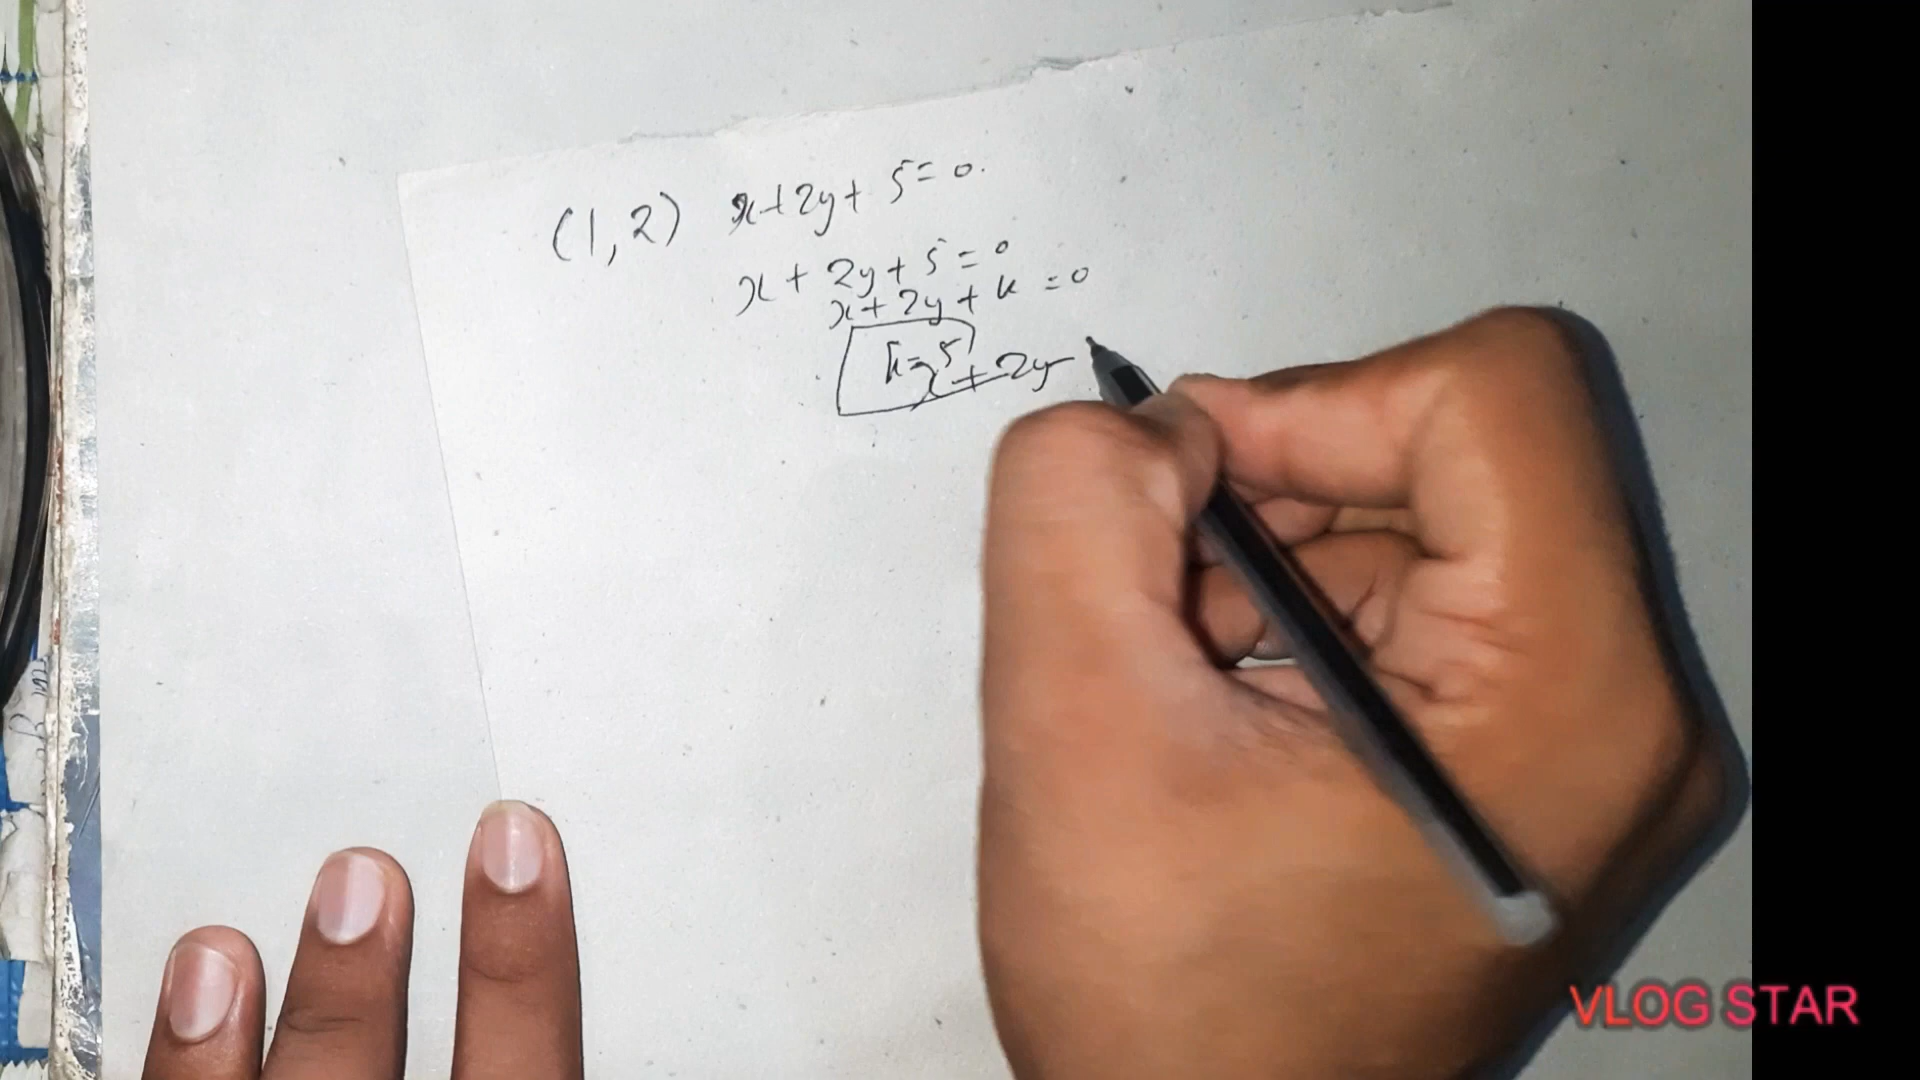 (1,2) x+2y+ 5=0.
x + 2y + 5 = 0
x + 2y + k = 0
k=5
x + 2y
VLOG STAR